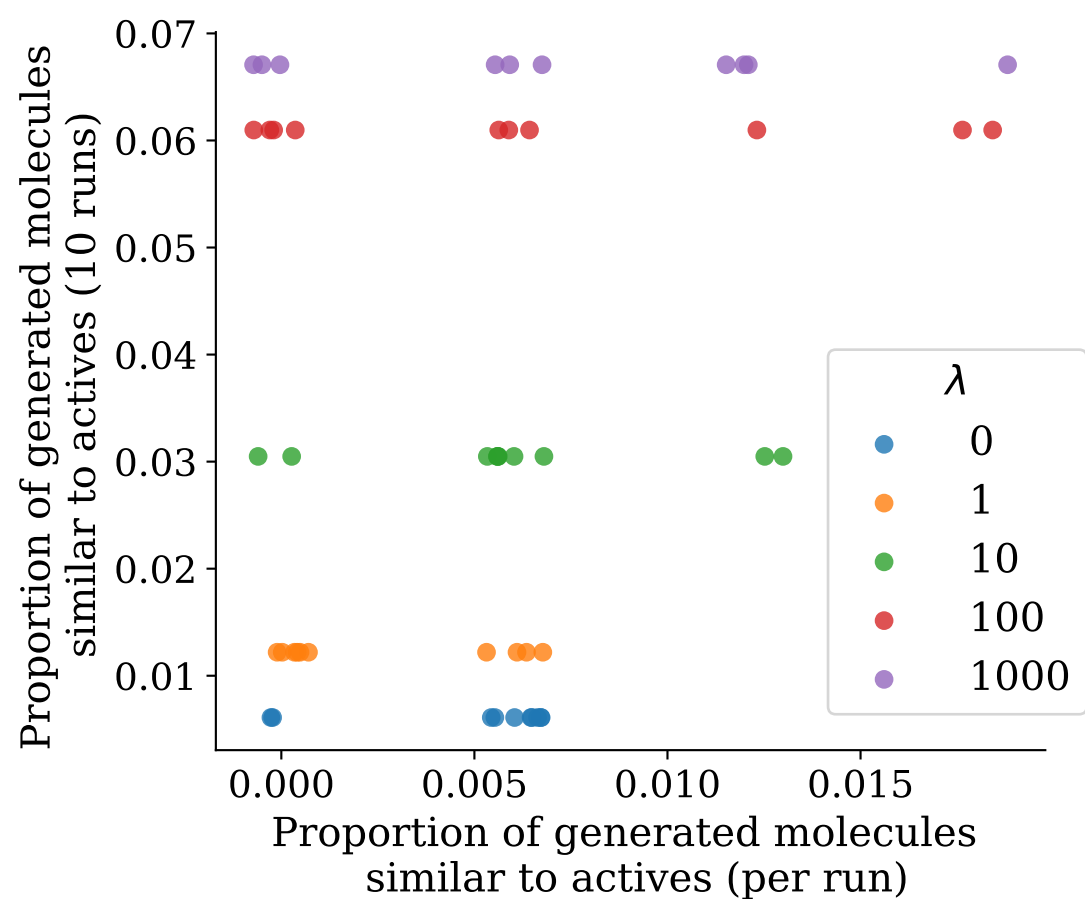 Proportion of generated molecules
similar to actives (10 runs)
0.07
0.06
0.05
0.04
0.03
0.02
0.01
λ
0
1
10
100
1000
0.000 0.005 0.010 0.015
Proportion of generated molecules
similar to actives (per run)